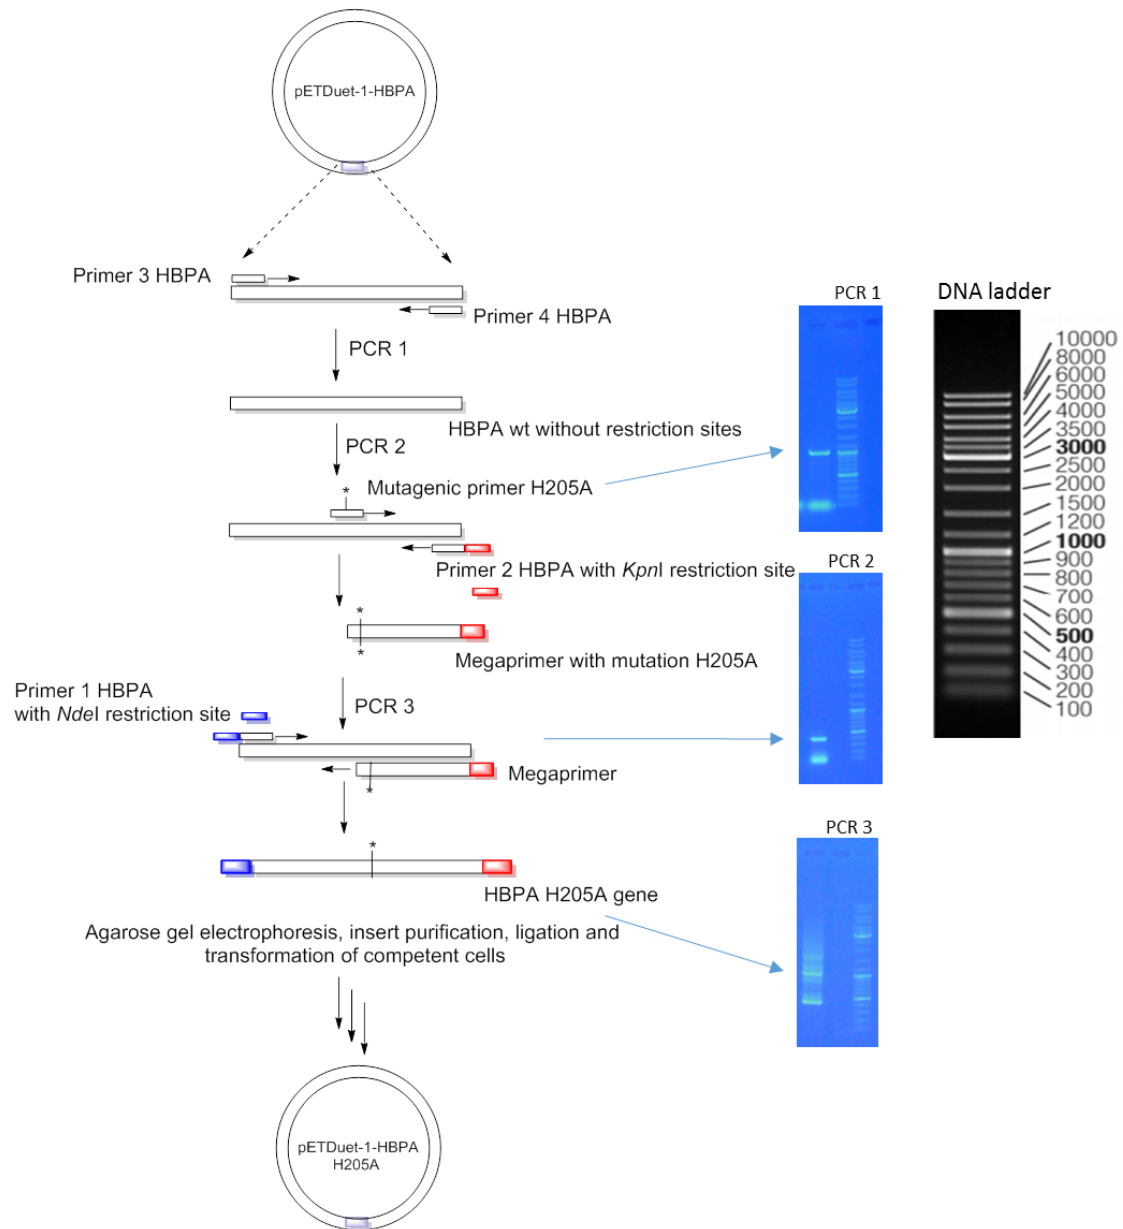 pETDuet-1-HBPA
Primer 3 HBPA
Primer 4 HBPA
PCR 1
HBPA wt without restriction sites
PCR 2
*
Mutagenic primer H205A
Primer 2 HBPA with KpnI restriction site
*
*
Megaprimer with mutation H205A
Primer 1 HBPA
with NdeI restriction site
PCR 3
Megaprimer
*
*
HBPA H205A gene
Agarose gel electrophoresis, insert purification, ligation and
transformation of competent cells
pETDuet-1-HBPA
H205A
PCR 1
PCR 2
PCR 3
DNA ladder
10000
8000
6000
5000
4000
3500
3000
2500
2000
1500
1200
1000
900
800
700
600
500
400
300
200
100